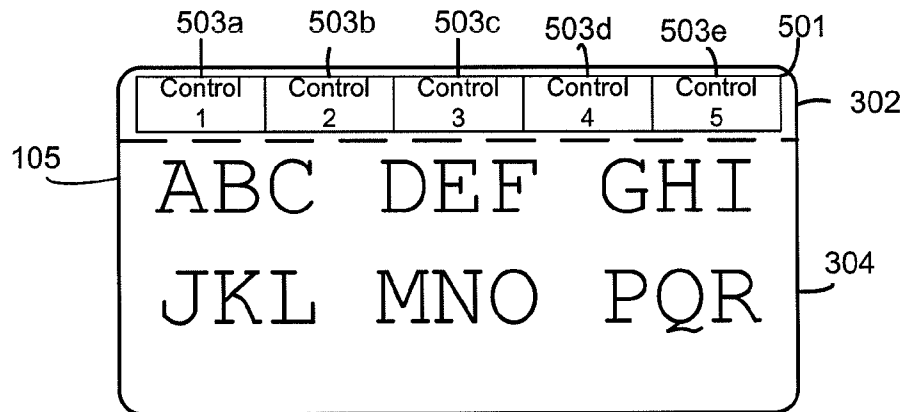 503a 503b 503c 503d 503e 501
Control Control Control Control Control
1 2 3 4 5
302
105
ABC DEF GHI
304
JKL MNO PQR